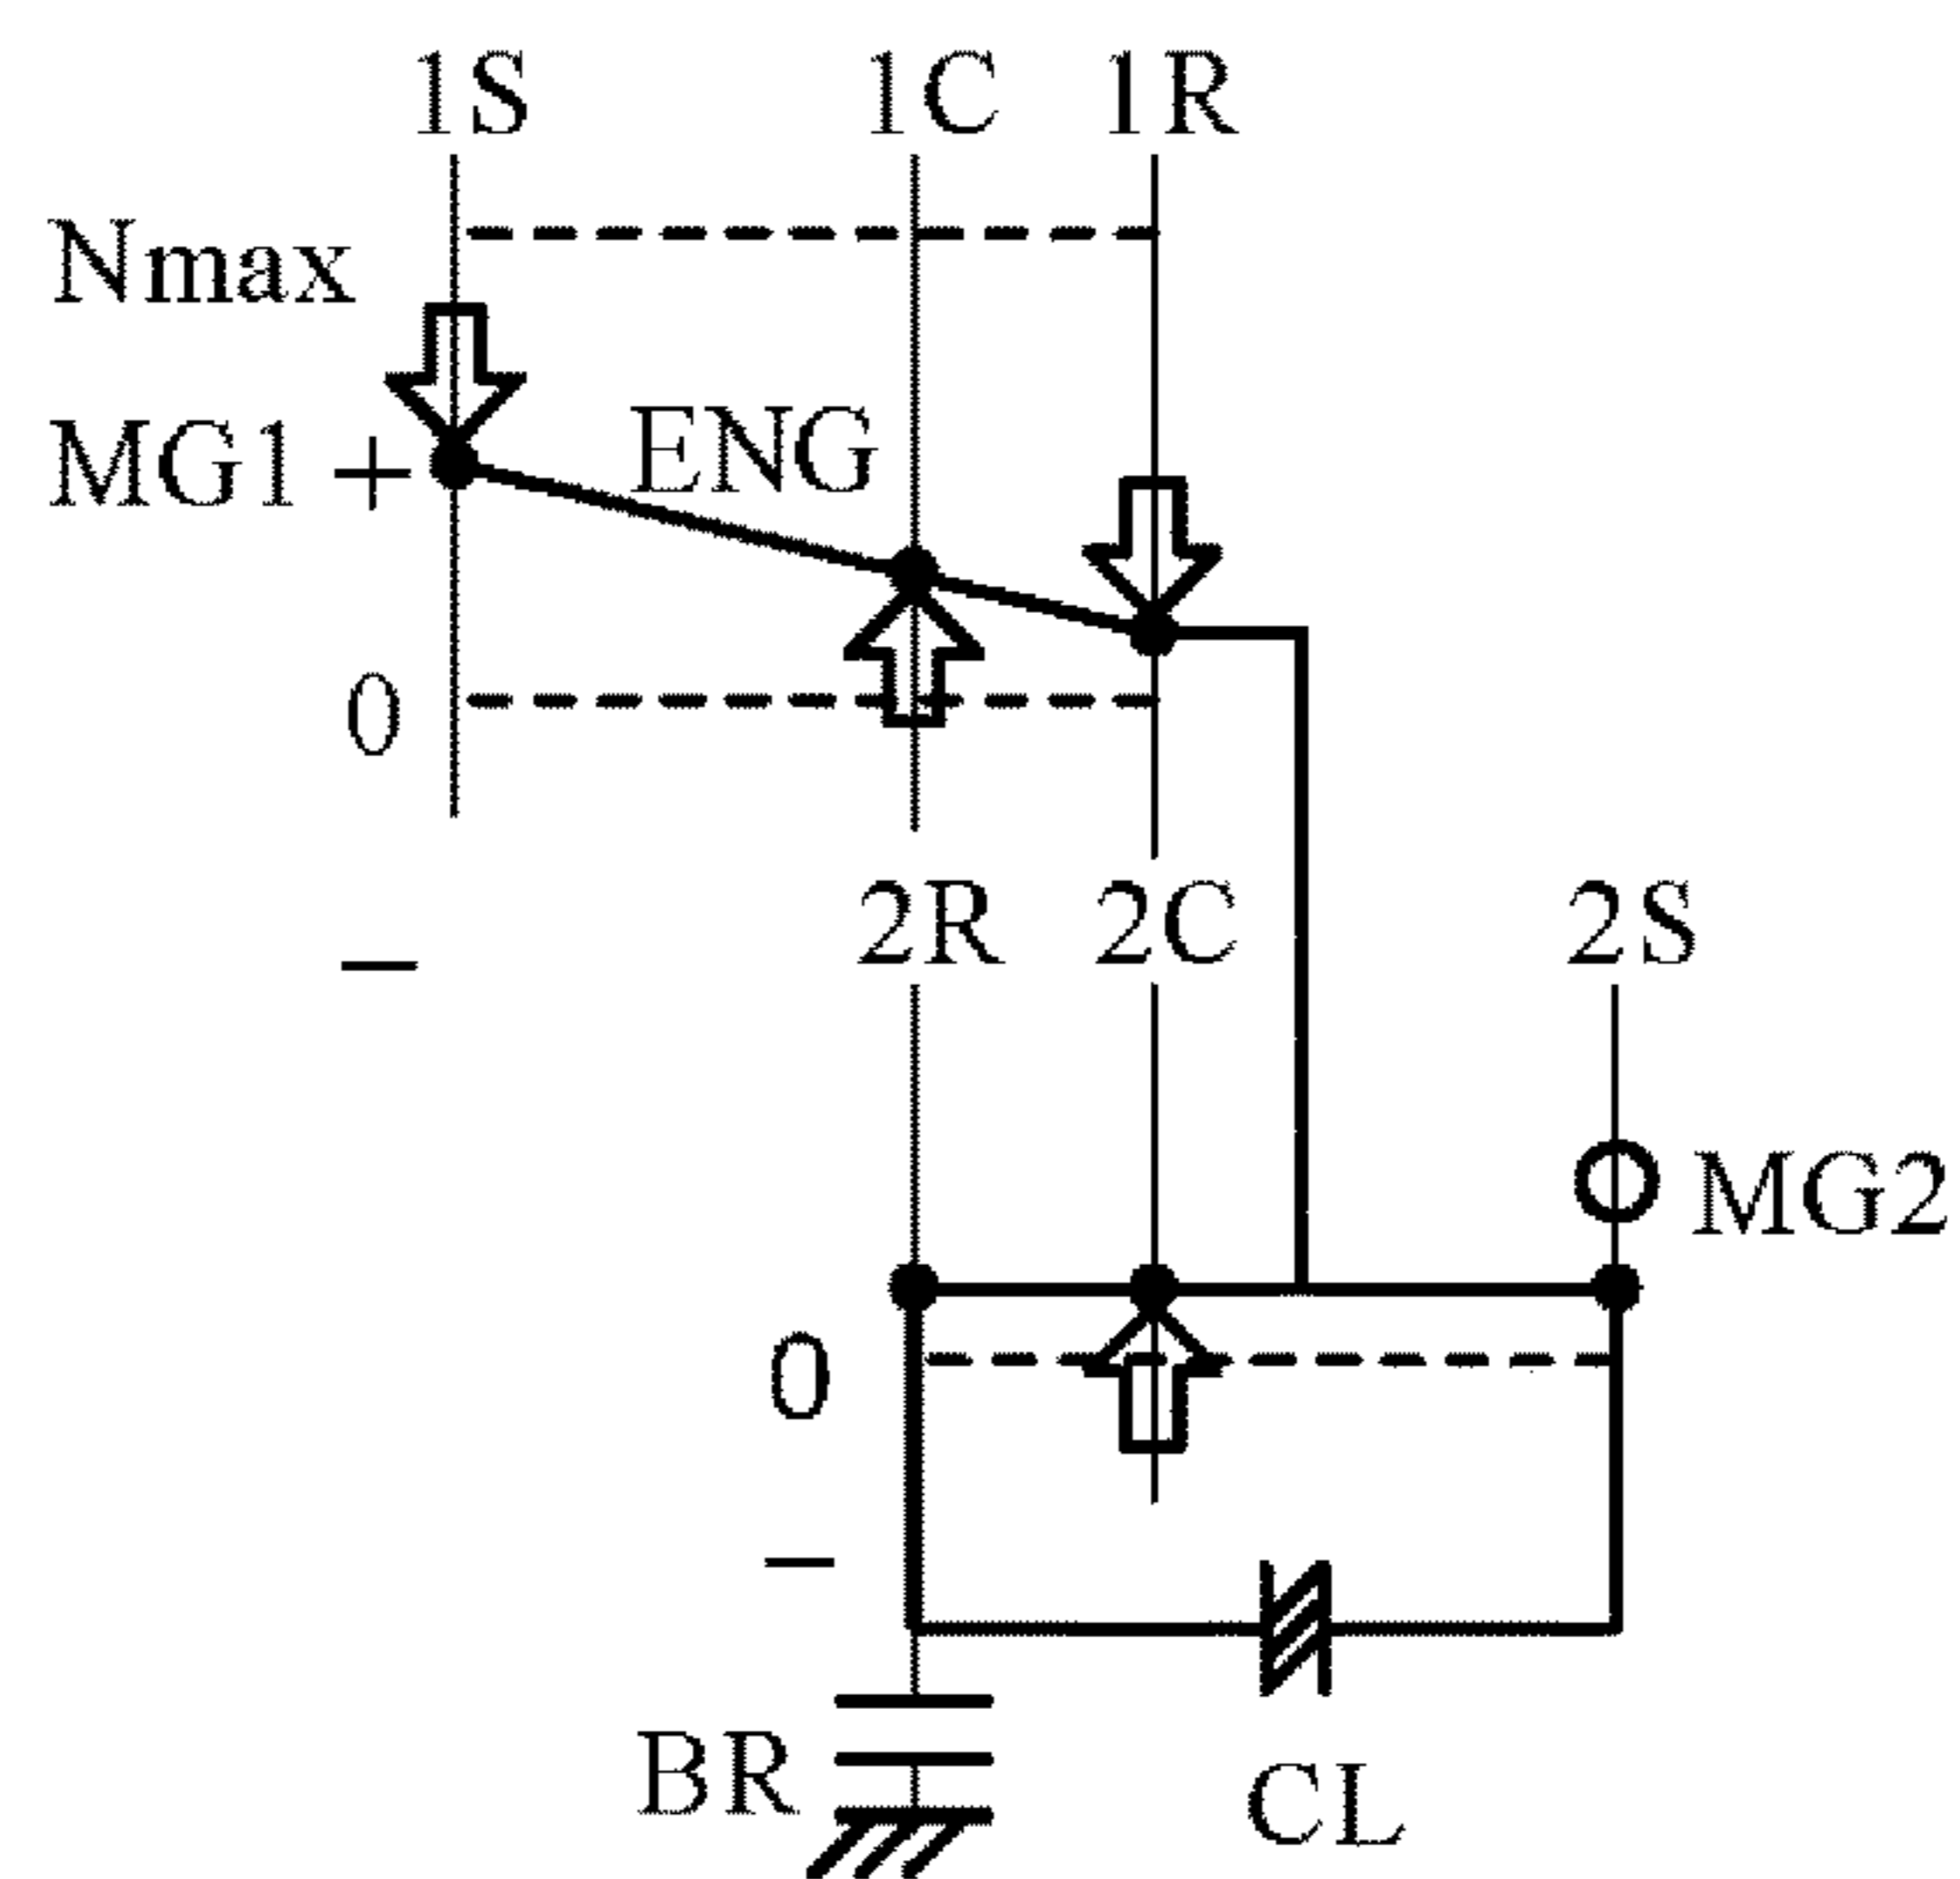 1S 1C 1R
Nmax
ENG
MG1 +
0
2R 2C 2S
−
MG2
0
−
BR
CL